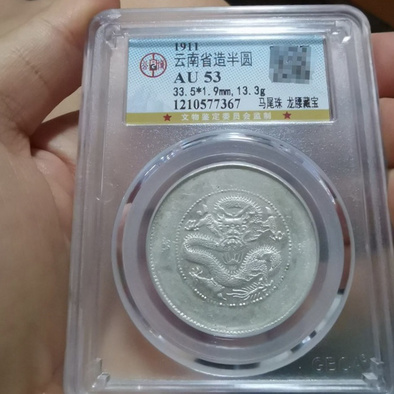 1911
云南省造半圆
AU 53
33.5*1.9mm,13.3g
1210577367
马尾珠 龙腰藏宝
文物鉴定委员会监制